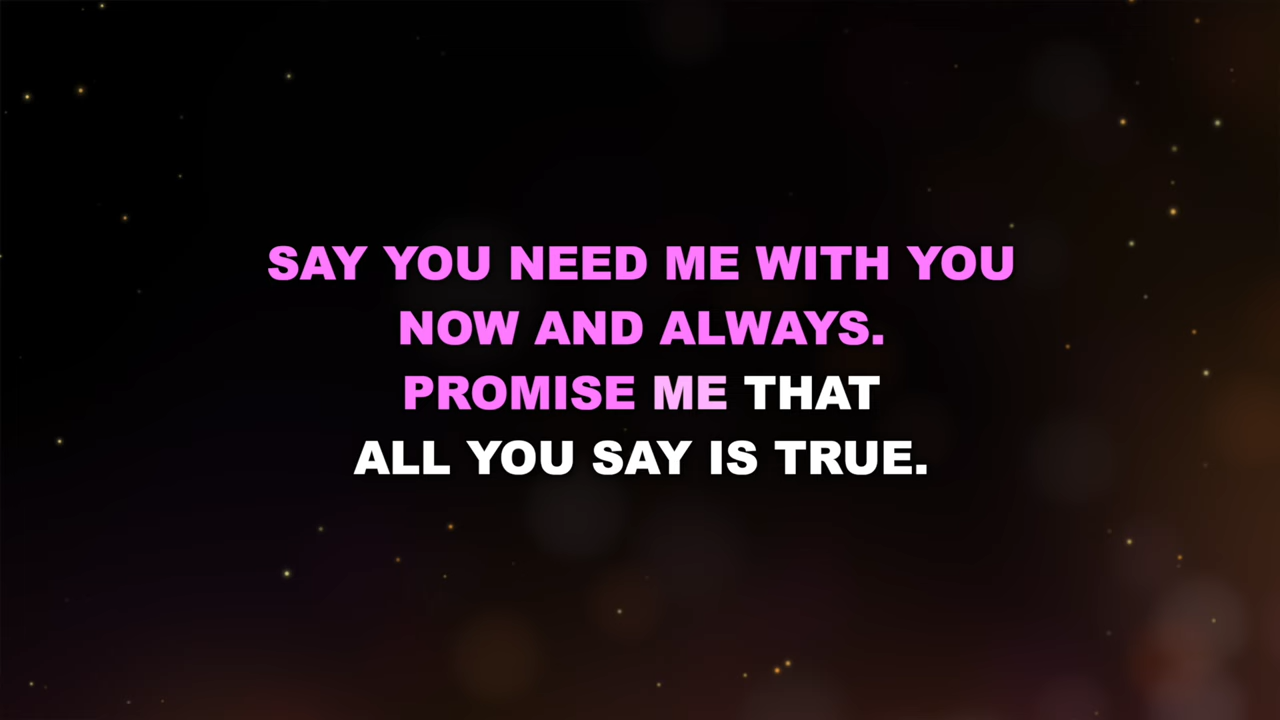 SAY YOU NEED ME WITH YOU
NOW AND ALWAYS.
PROMISE ME THAT
ALL YOU SAY IS TRUE.